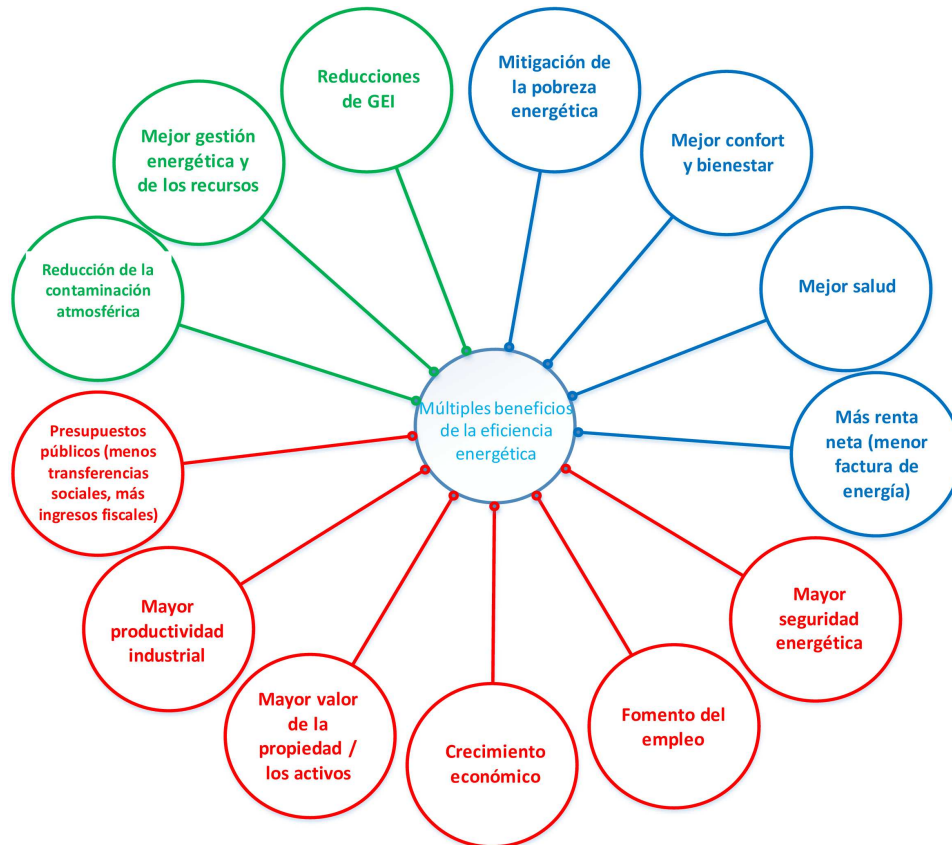 Reducciones
de GEI
Mitigación de
la pobreza
energética
Mejor gestión
energética y
de los recursos
Mejor confort
y bienestar
Reducción de la
contaminación
atmosférica
Mejor salud
Múltiples beneficios
de la eficiencia
energética
Presupuestos
públicos (menos
transferencias
sociales, más
ingresos fiscales)
Más renta
neta (menor
factura de
energía)
Mayor
productividad
industrial
Mayor
seguridad
energética
Mayor valor
de la
propiedad /
los activos
Crecimiento
económico
Fomento del
empleo